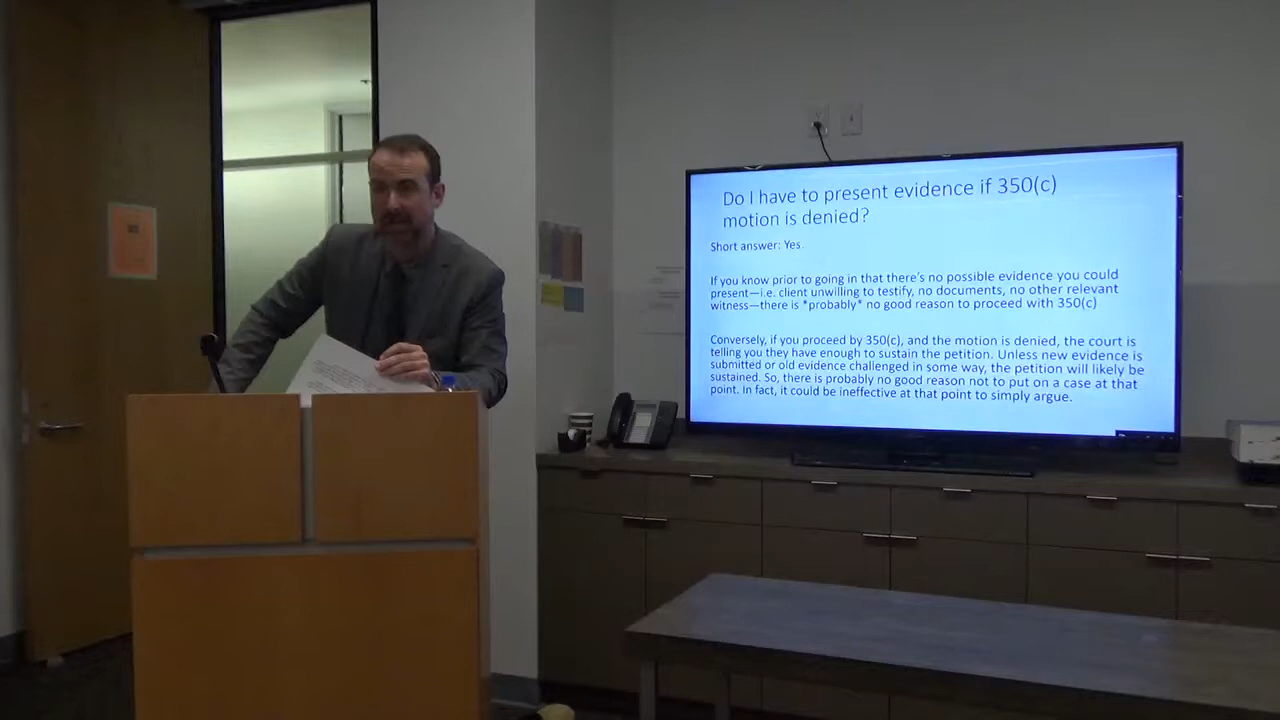 Do I have to present evidence if 350(c)
motion is denied?
Short answer: Yes.
If you know prior to going in that there's no possible evidence you could
present—i.e. client unwilling to testify, no documents, no other relevant
witness—there is *probably* no good reason to proceed with 350(c)
Conversely, if you proceed by 350(c), and the motion is denied, the court is
telling you they have enough to sustain the petition. Unless new evidence is
submitted or old evidence challenged in some way, the petition will likely be
sustained. So, there is probably no good reason not to put on a case at that
point. In fact, it could be ineffective at that point to simply argue.